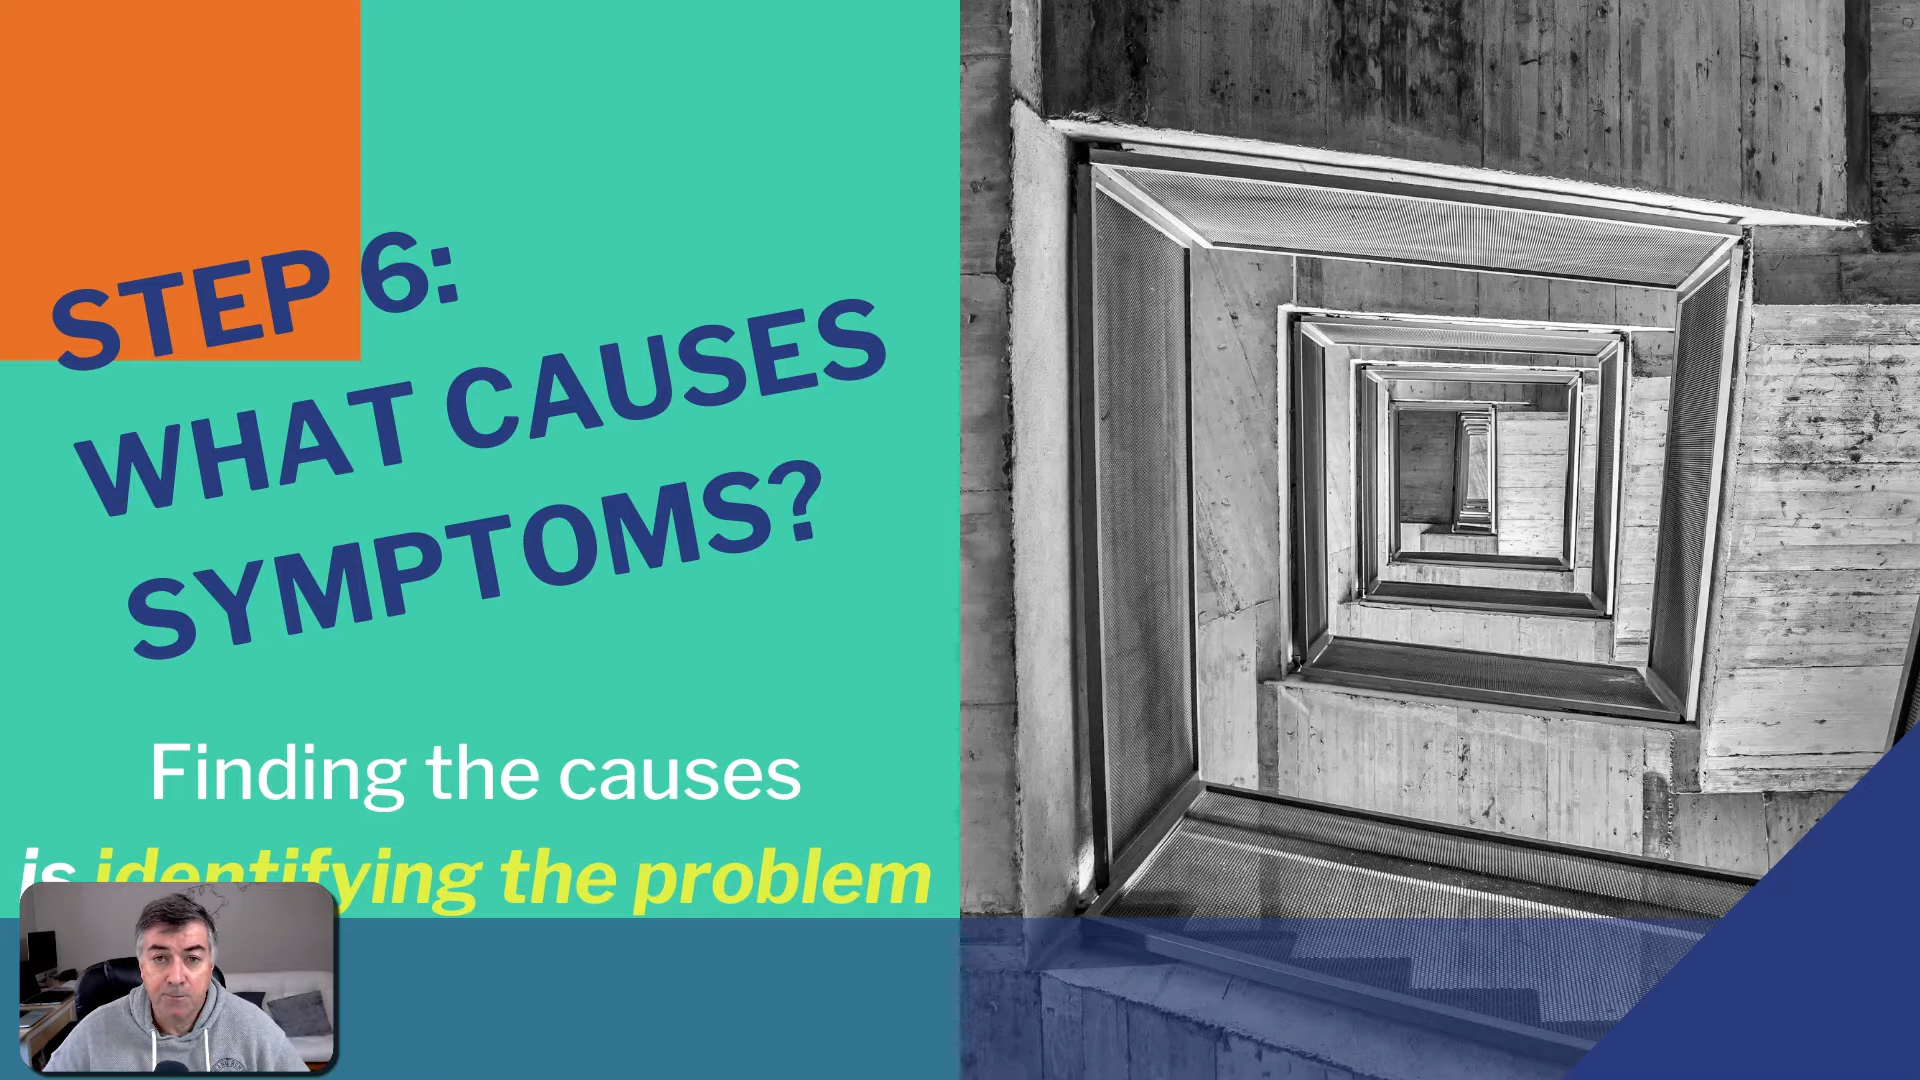 STEP 6:
WHAT CAUSES
SYMPTOMS?
Finding the causes
is identifying the problem